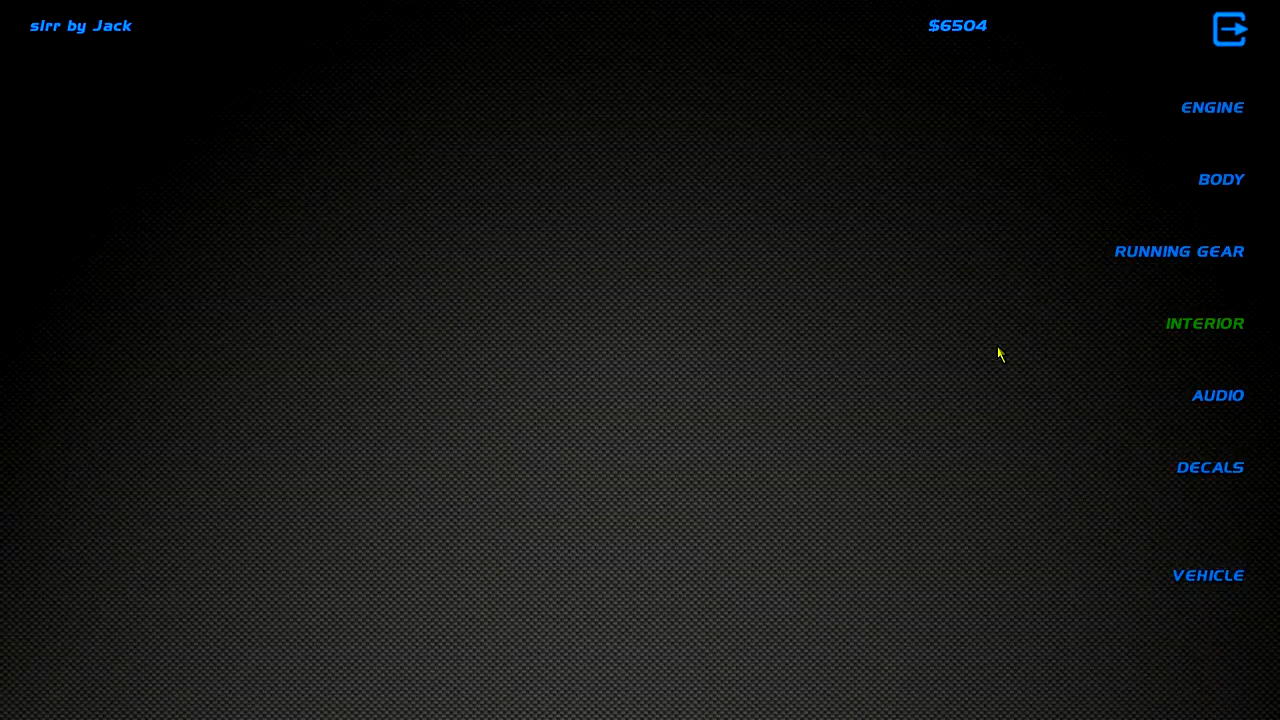 slrr by Jack
$6504
ENGINE
BODY
RUNNING GEAR
INTERIOR
AUDIO
DECALS
VEHICLE